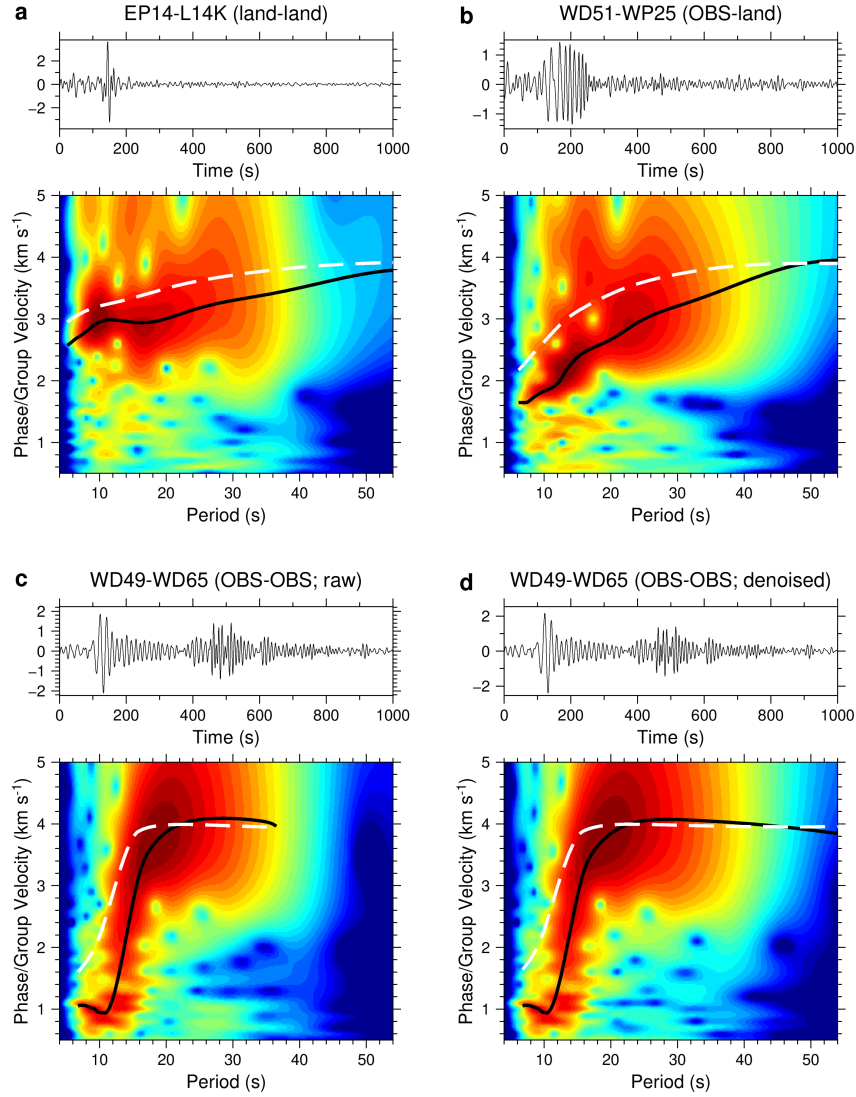 a EP14-L14K (land-land)
2
0
−2
0 200 400 600 800 1000
Time (s)
Phase/Group Velocity (km s⁻¹)
5
4
3
2
1
10 20 30 40 50
Period (s)
b WD51-WP25 (OBS-land)
1
0
−1
0 200 400 600 800 1000
Time (s)
Phase/Group Velocity (km s⁻¹)
5
4
3
2
1
10 20 30 40 50
Period (s)
c WD49-WD65 (OBS-OBS; raw)
2
1
0
−1
−2
0 200 400 600 800 1000
Time (s)
Phase/Group Velocity (km s⁻¹)
5
4
3
2
1
10 20 30 40 50
Period (s)
d WD49-WD65 (OBS-OBS; denoised)
2
0
−2
0 200 400 600 800 1000
Time (s)
Phase/Group Velocity (km s⁻¹)
5
4
3
2
1
10 20 30 40 50
Period (s)